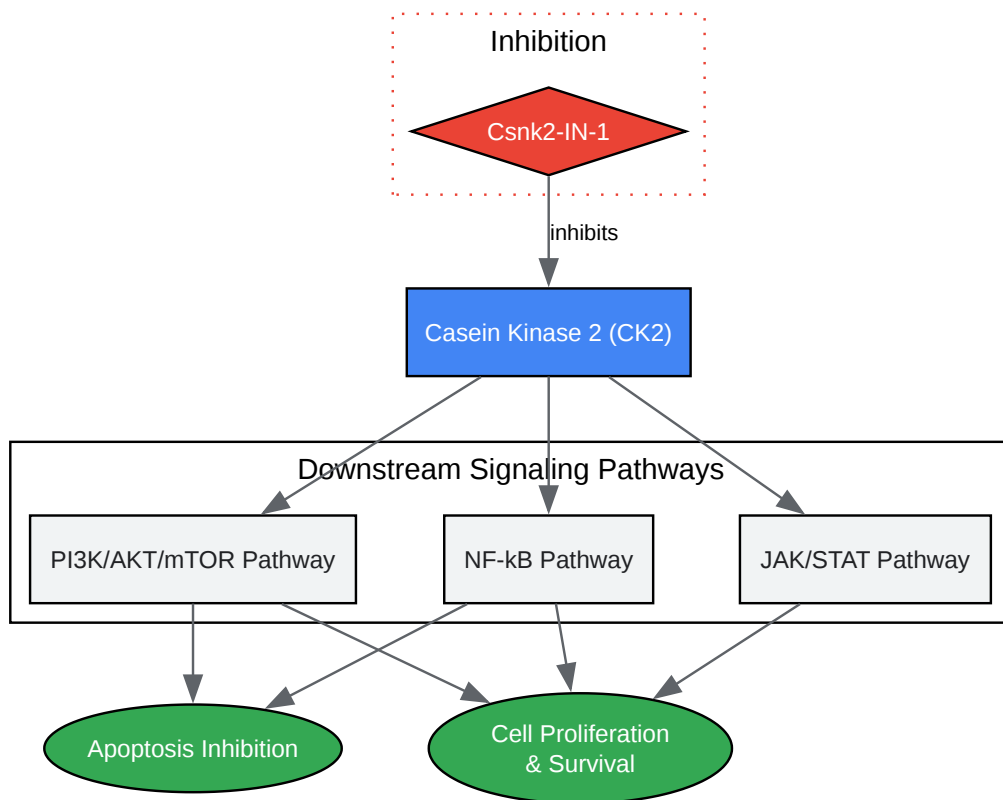 Inhibition
Csnk2-IN-1
inhibits
Casein Kinase 2 (CK2)
Downstream Signaling Pathways
PI3K/AKT/mTOR Pathway
NF-kB Pathway
JAK/STAT Pathway
Apoptosis Inhibition
Cell Proliferation
& Survival